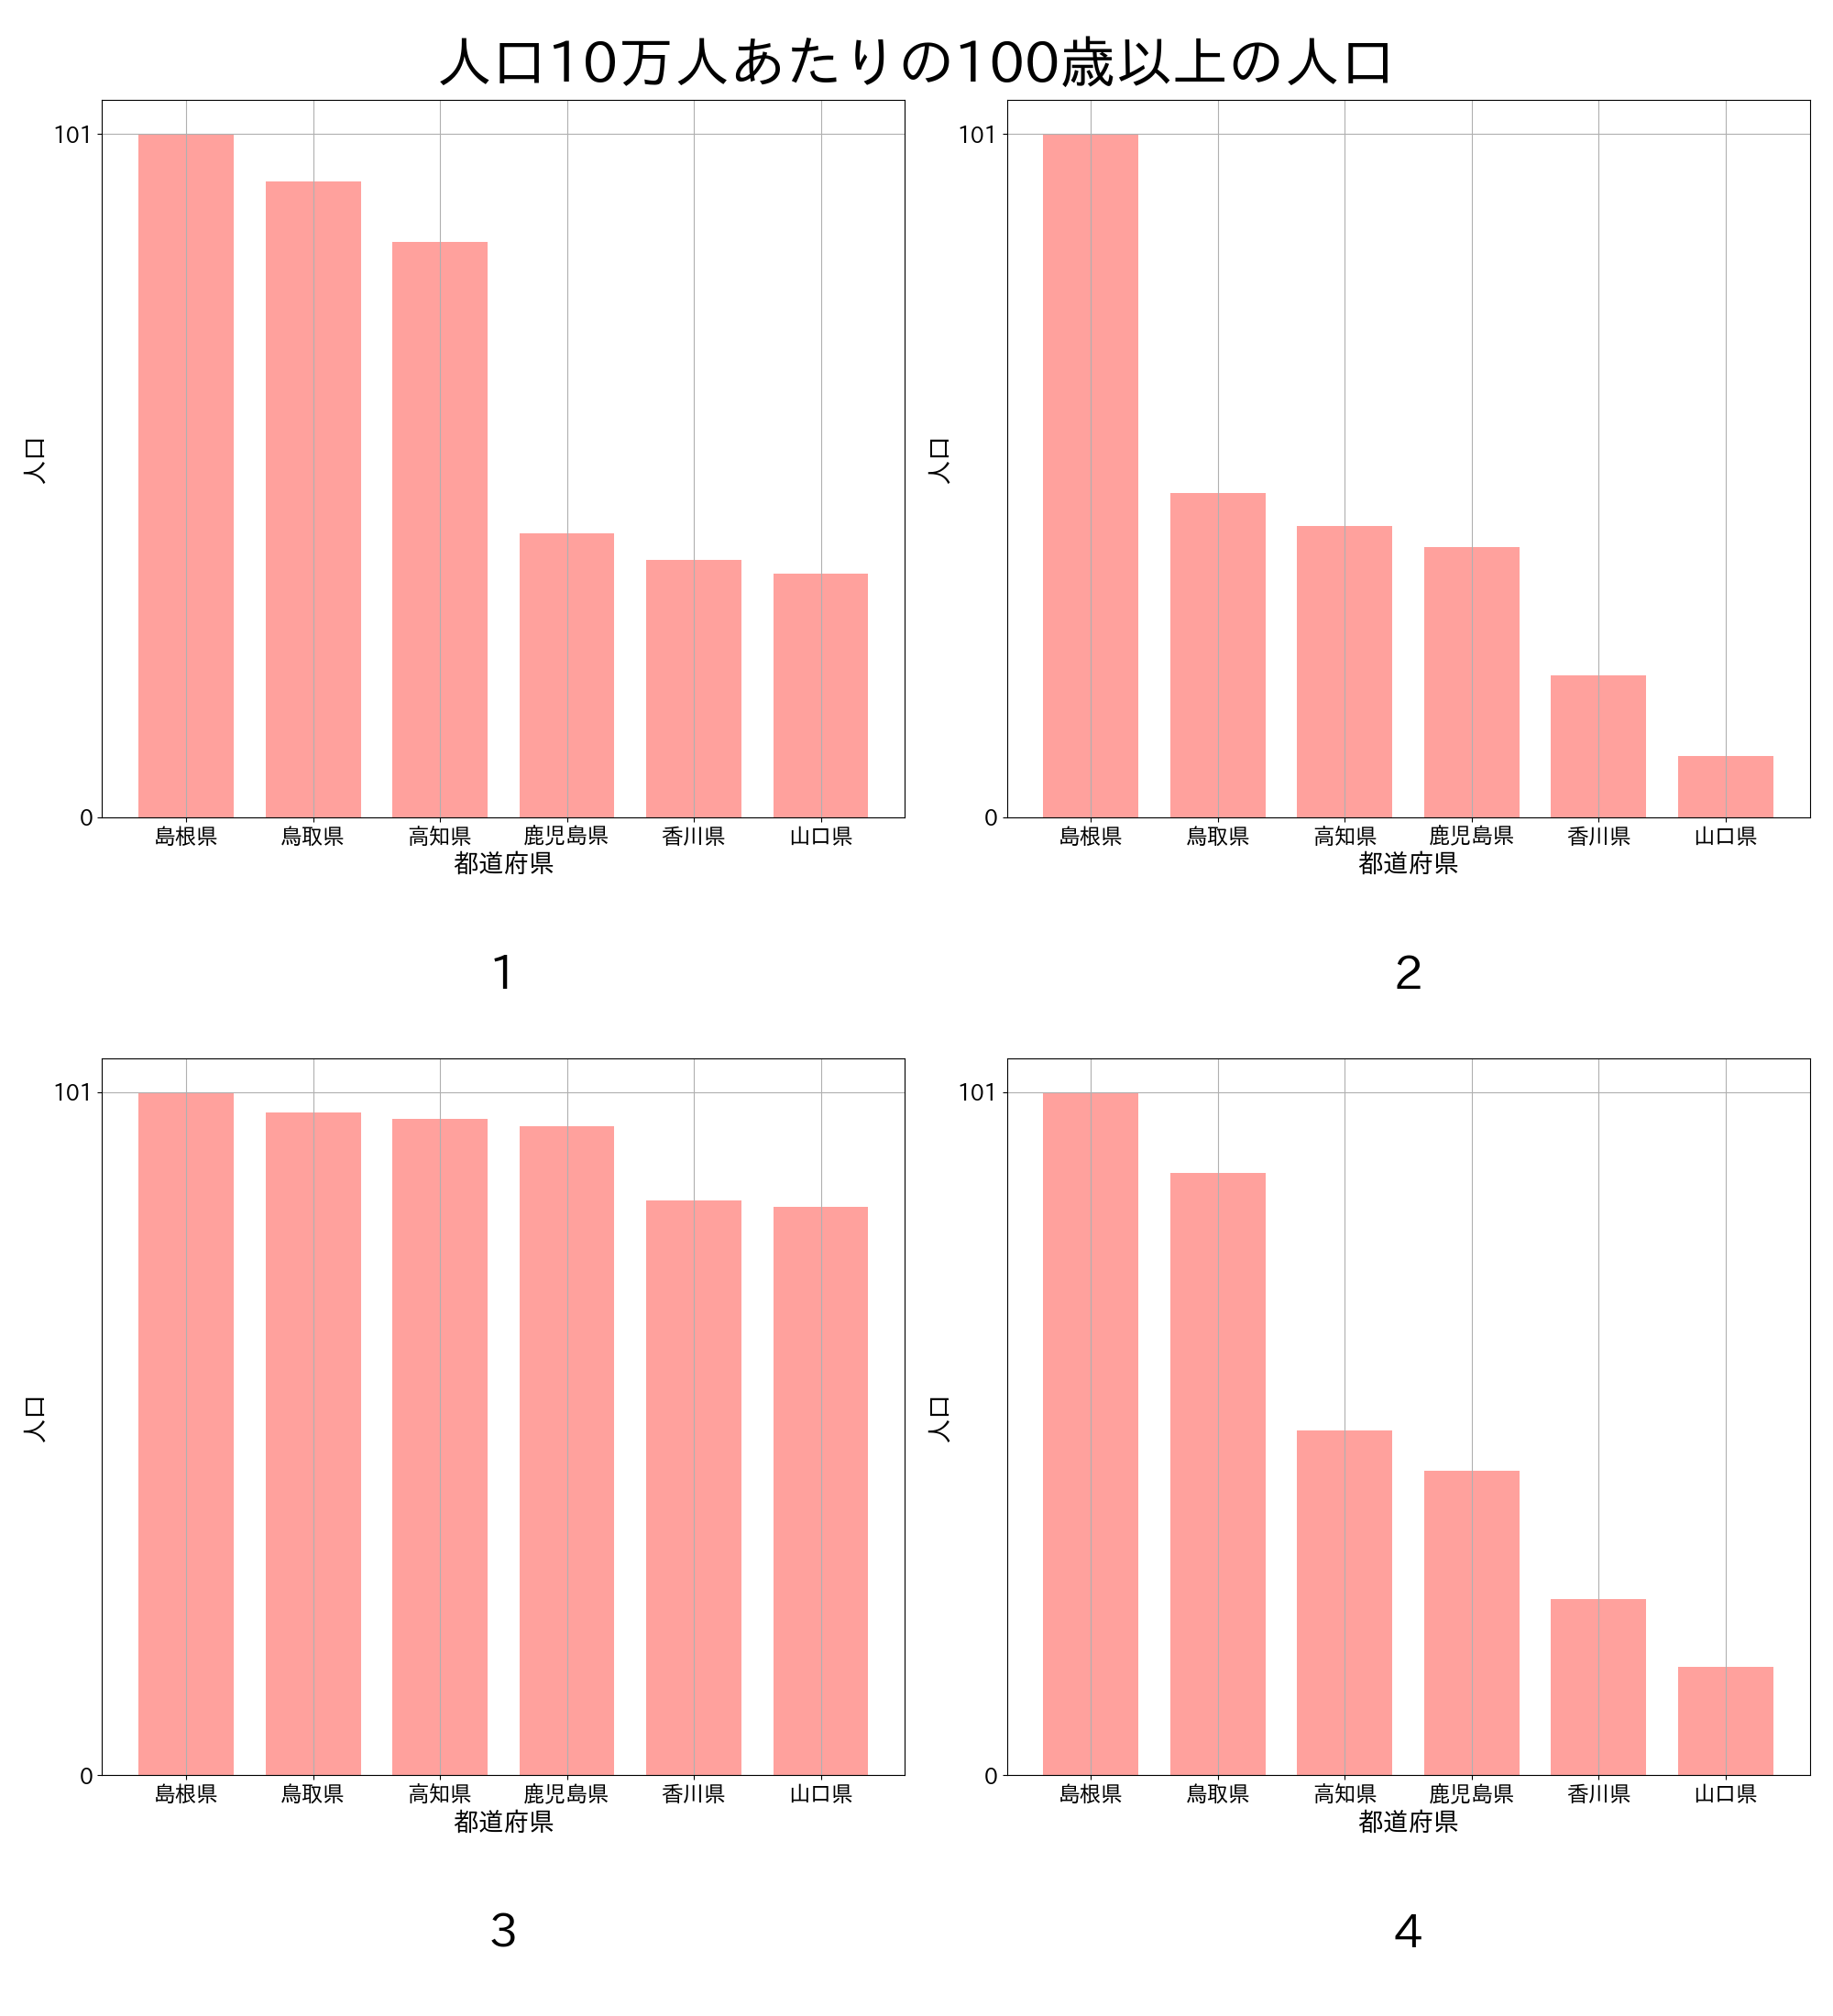 人口10万人あたりの100歳以上の人口
101
0
人口
島根県 鳥取県 高知県 鹿児島県 香川県 山口県
都道府県
1
101
0
人口
島根県 鳥取県 高知県 鹿児島県 香川県 山口県
都道府県
2
101
0
人口
島根県 鳥取県 高知県 鹿児島県 香川県 山口県
都道府県
3
101
0
人口
島根県 鳥取県 高知県 鹿児島県 香川県 山口県
都道府県
4